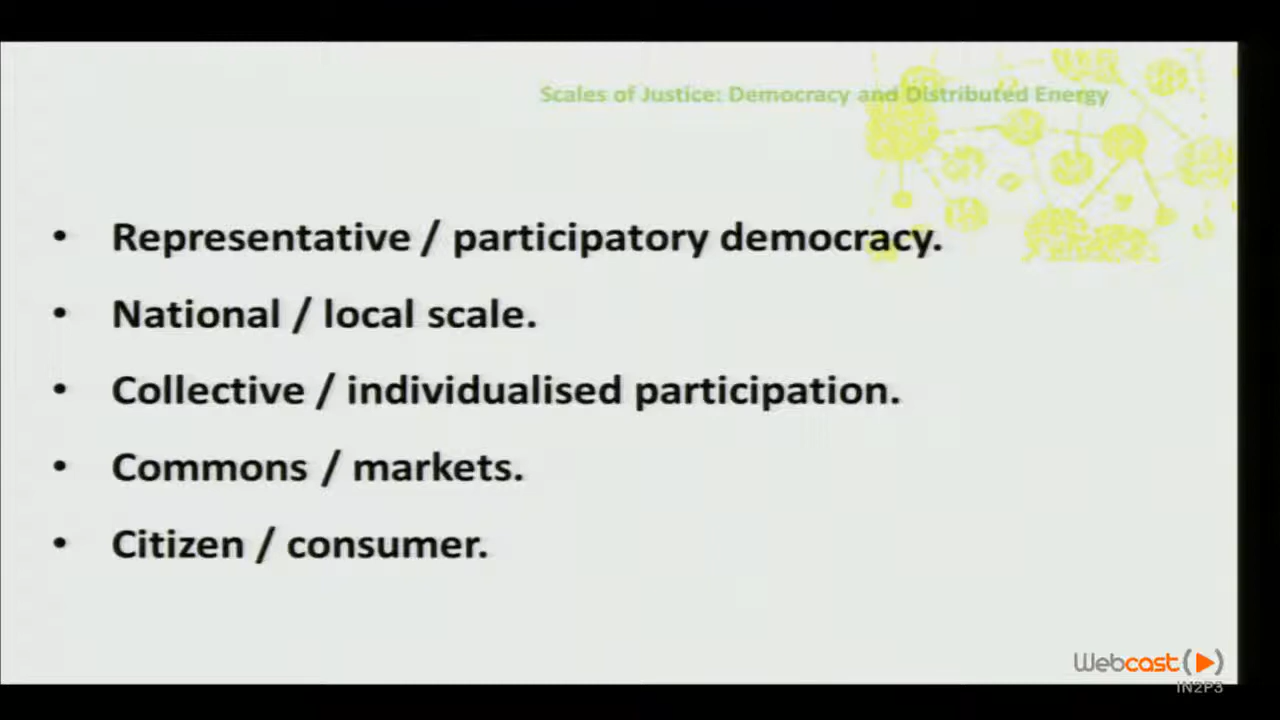 Scales of Justice: Democracy and Distributed Energy
• Representative / participatory democracy.
• National / local scale.
• Collective / individualised participation.
• Commons / markets.
• Citizen / consumer.
Webcast
IN2P3